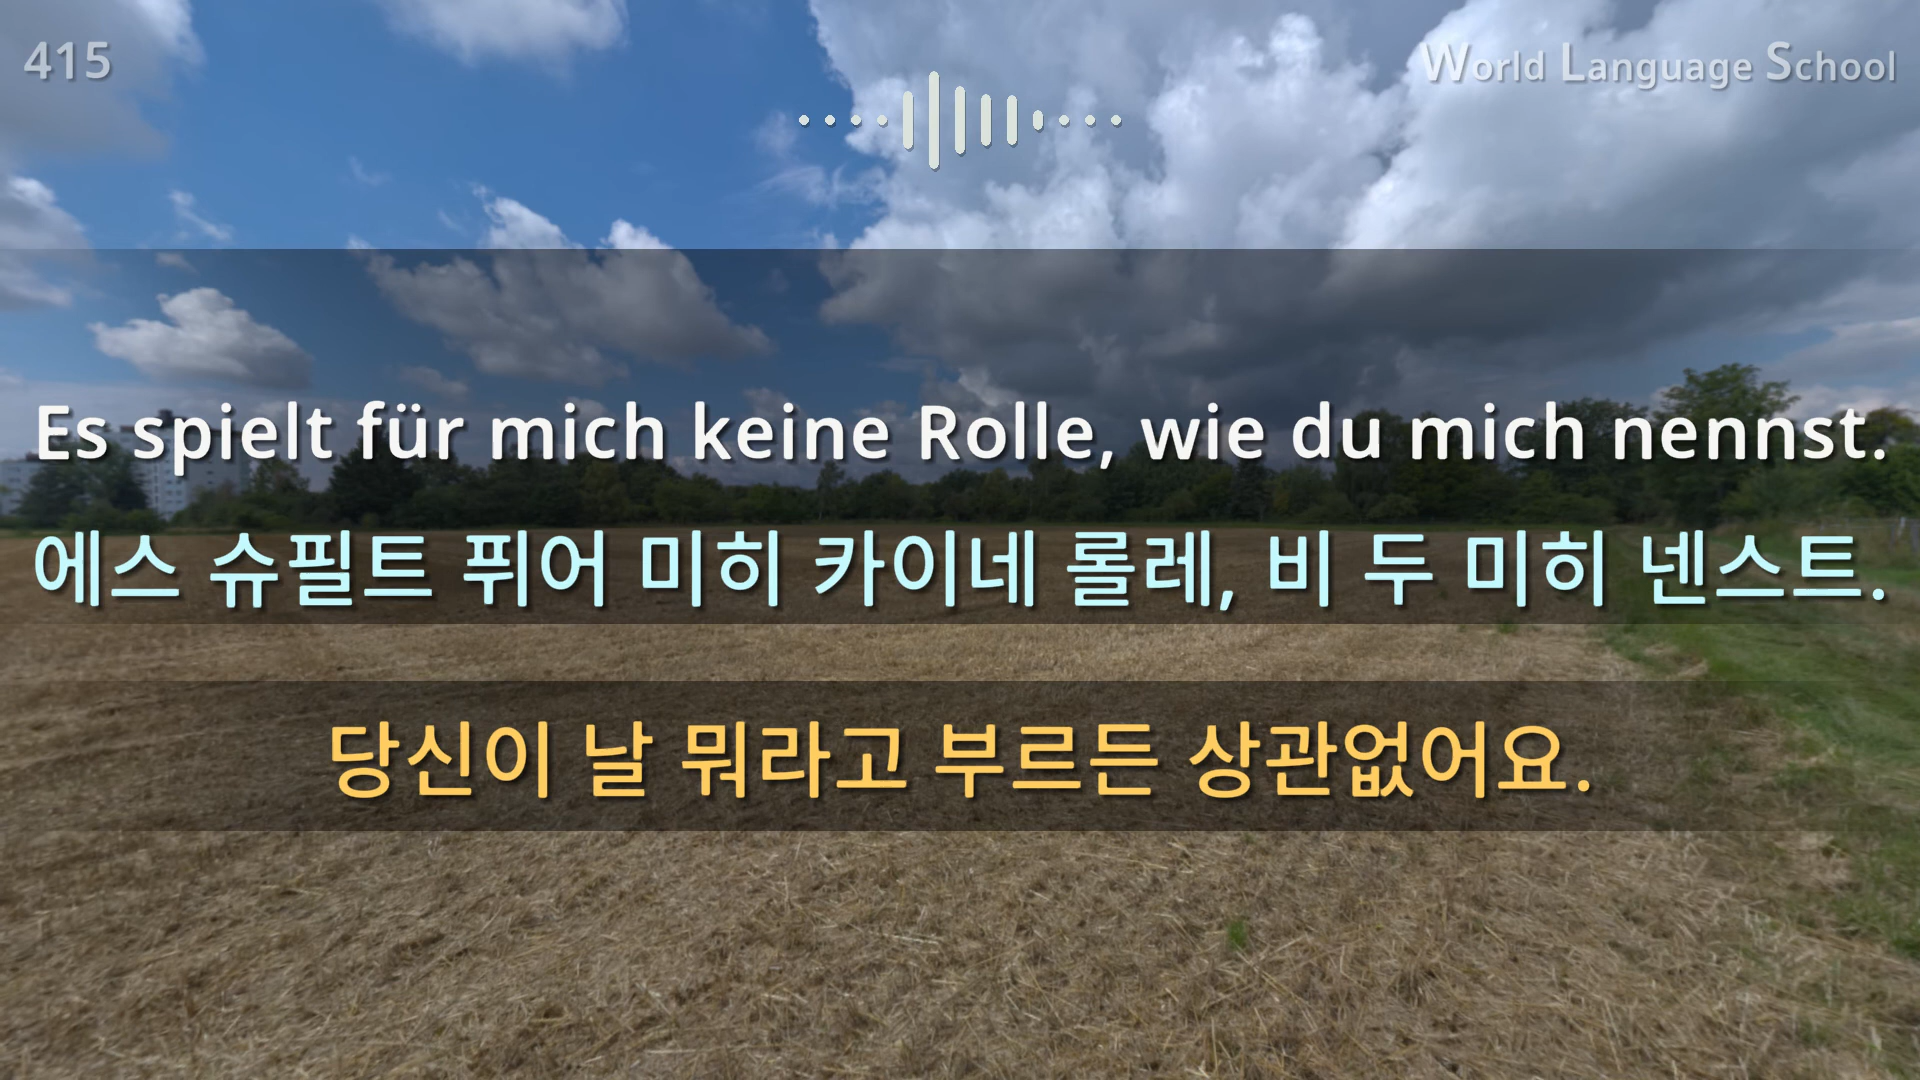 415
World Language School
Es spielt für mich keine Rolle, wie du mich nennst.
에스 슈필트 퓌어 미히 카이네 롤레, 비 두 미히 넨스트.
당신이 날 뭐라고 부르든 상관없어요.